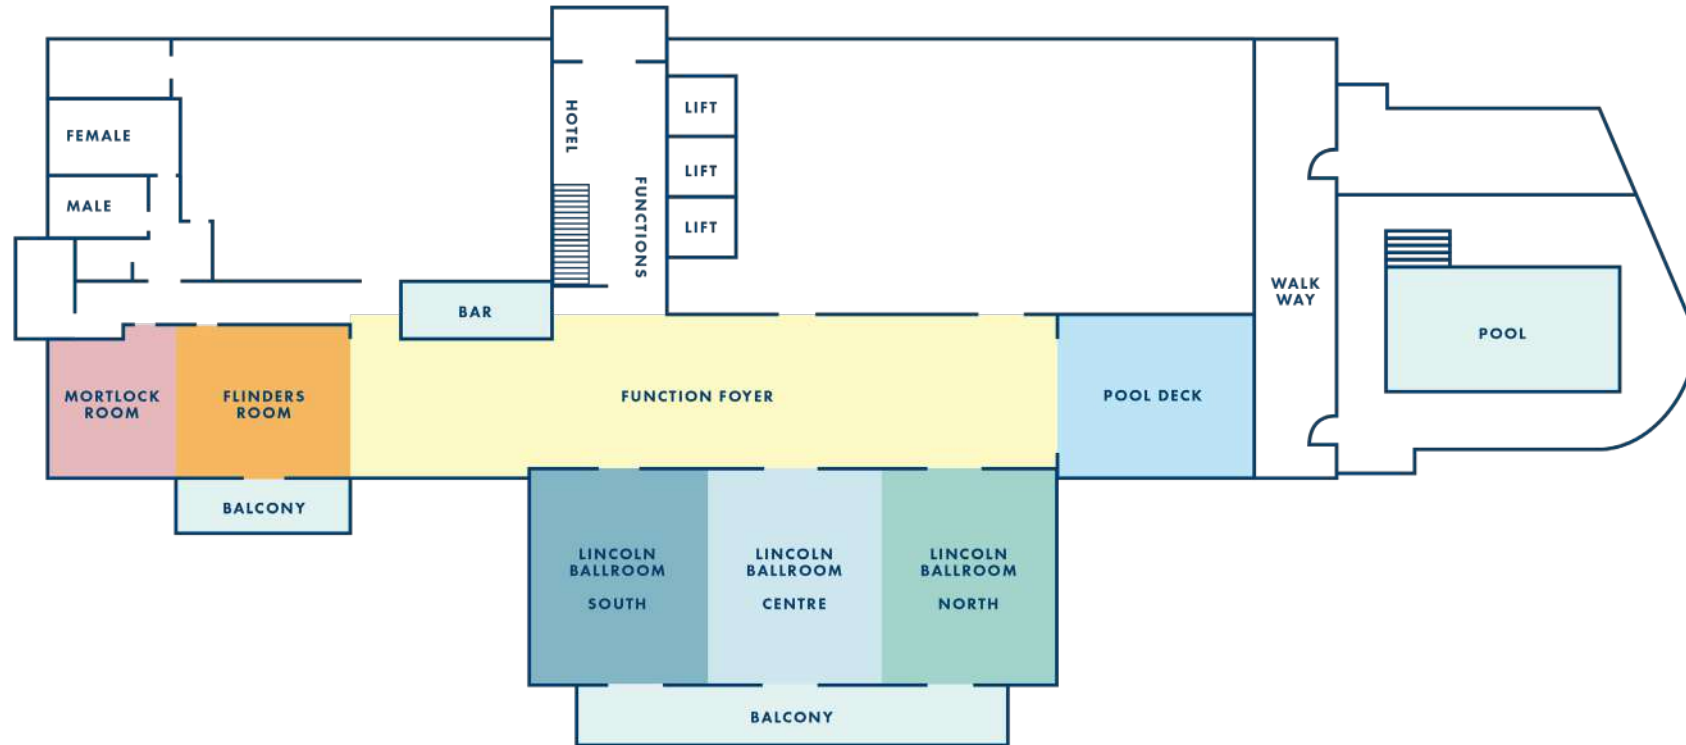 FEMALE
MALE
HOTEL
FUNCTIONS
LIFT
LIFT
LIFT
BAR
WALK
WAY
POOL
MORTLOCK
ROOM
FLINDERS
ROOM
FUNCTION FOYER
POOL DECK
BALCONY
LINCOLN
BALLROOM
SOUTH
LINCOLN
BALLROOM
CENTRE
LINCOLN
BALLROOM
NORTH
BALCONY